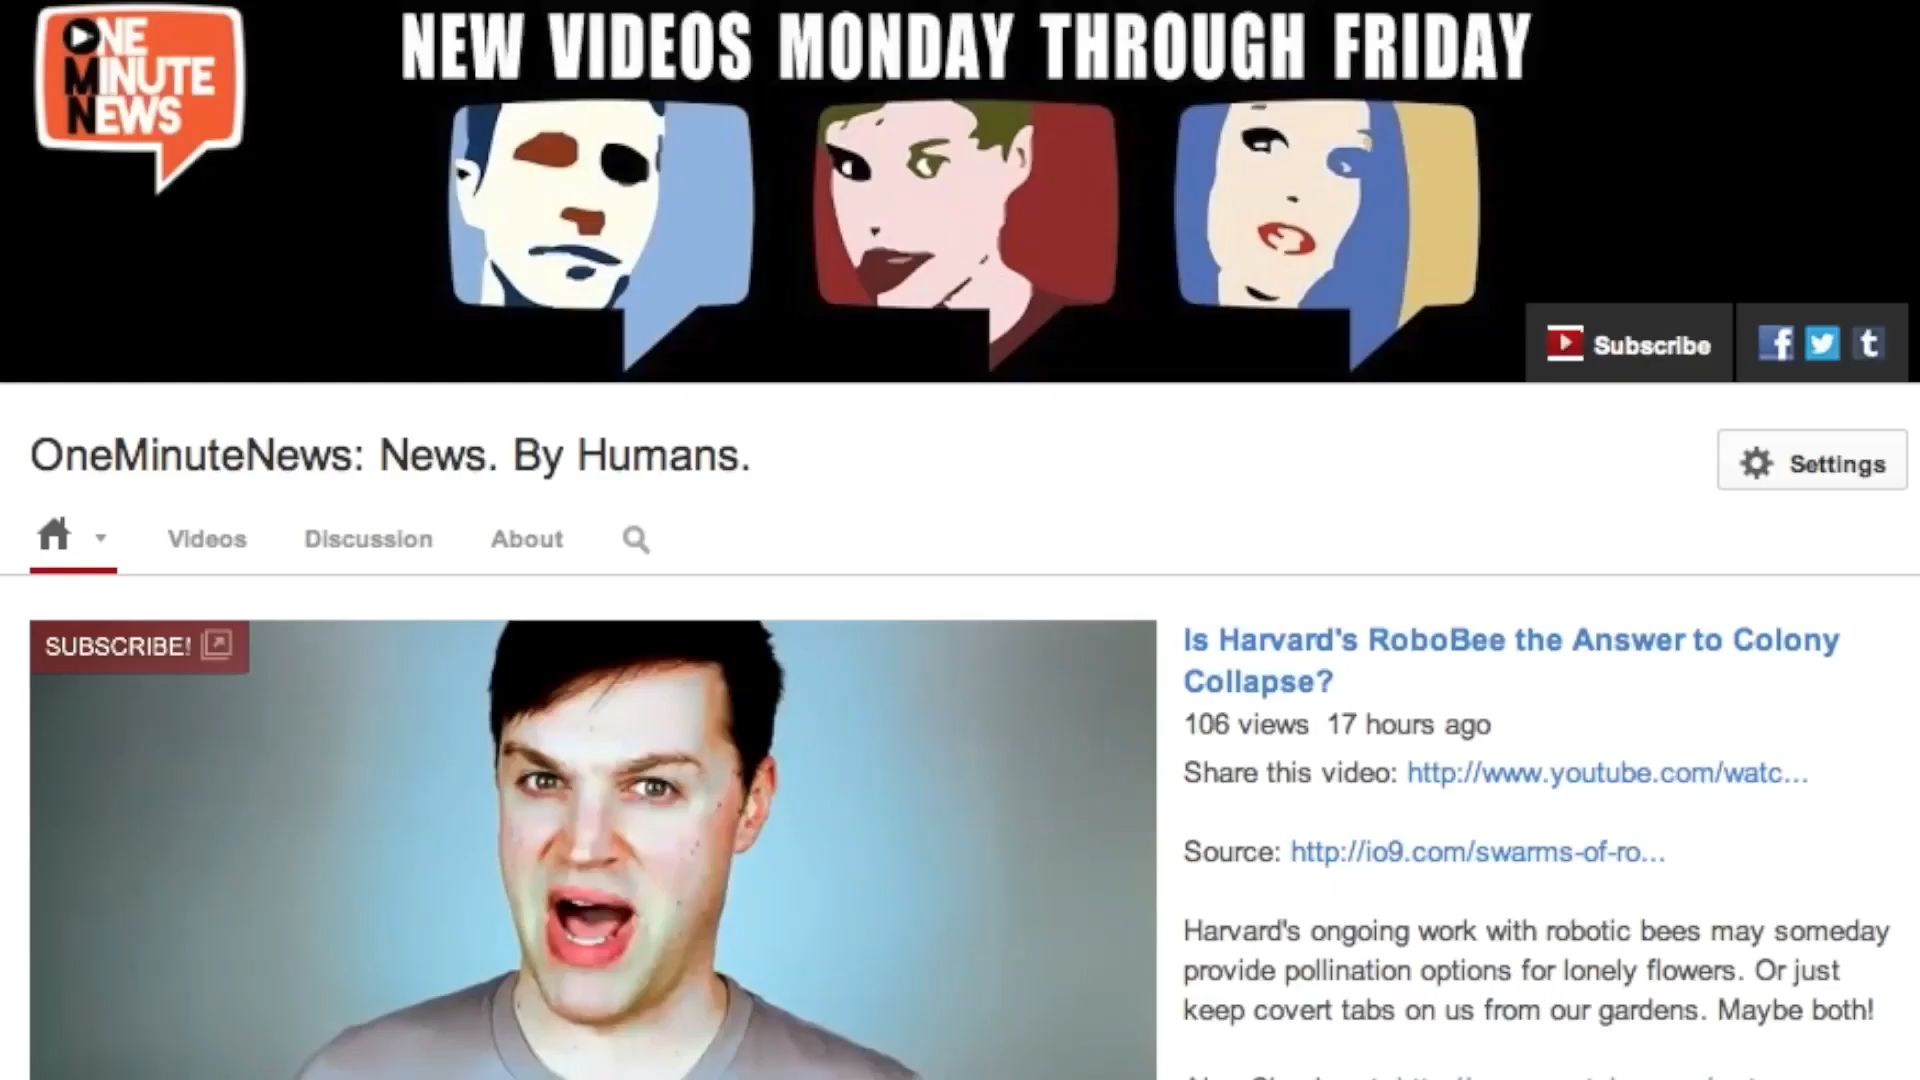 ONE
MINUTE
NEWS
NEW VIDEOS MONDAY THROUGH FRIDAY
Subscribe
f
t
OneMinuteNews: News. By Humans.
Settings
Videos Discussion About
SUBSCRIBE!
Is Harvard's RoboBee the Answer to Colony
Collapse?
106 views 17 hours ago
Share this video: http://www.youtube.com/watc...
Source: http://io9.com/swarms-of-ro...
Harvard's ongoing work with robotic bees may someday
provide pollination options for lonely flowers. Or just
keep covert tabs on us from our gardens. Maybe both!